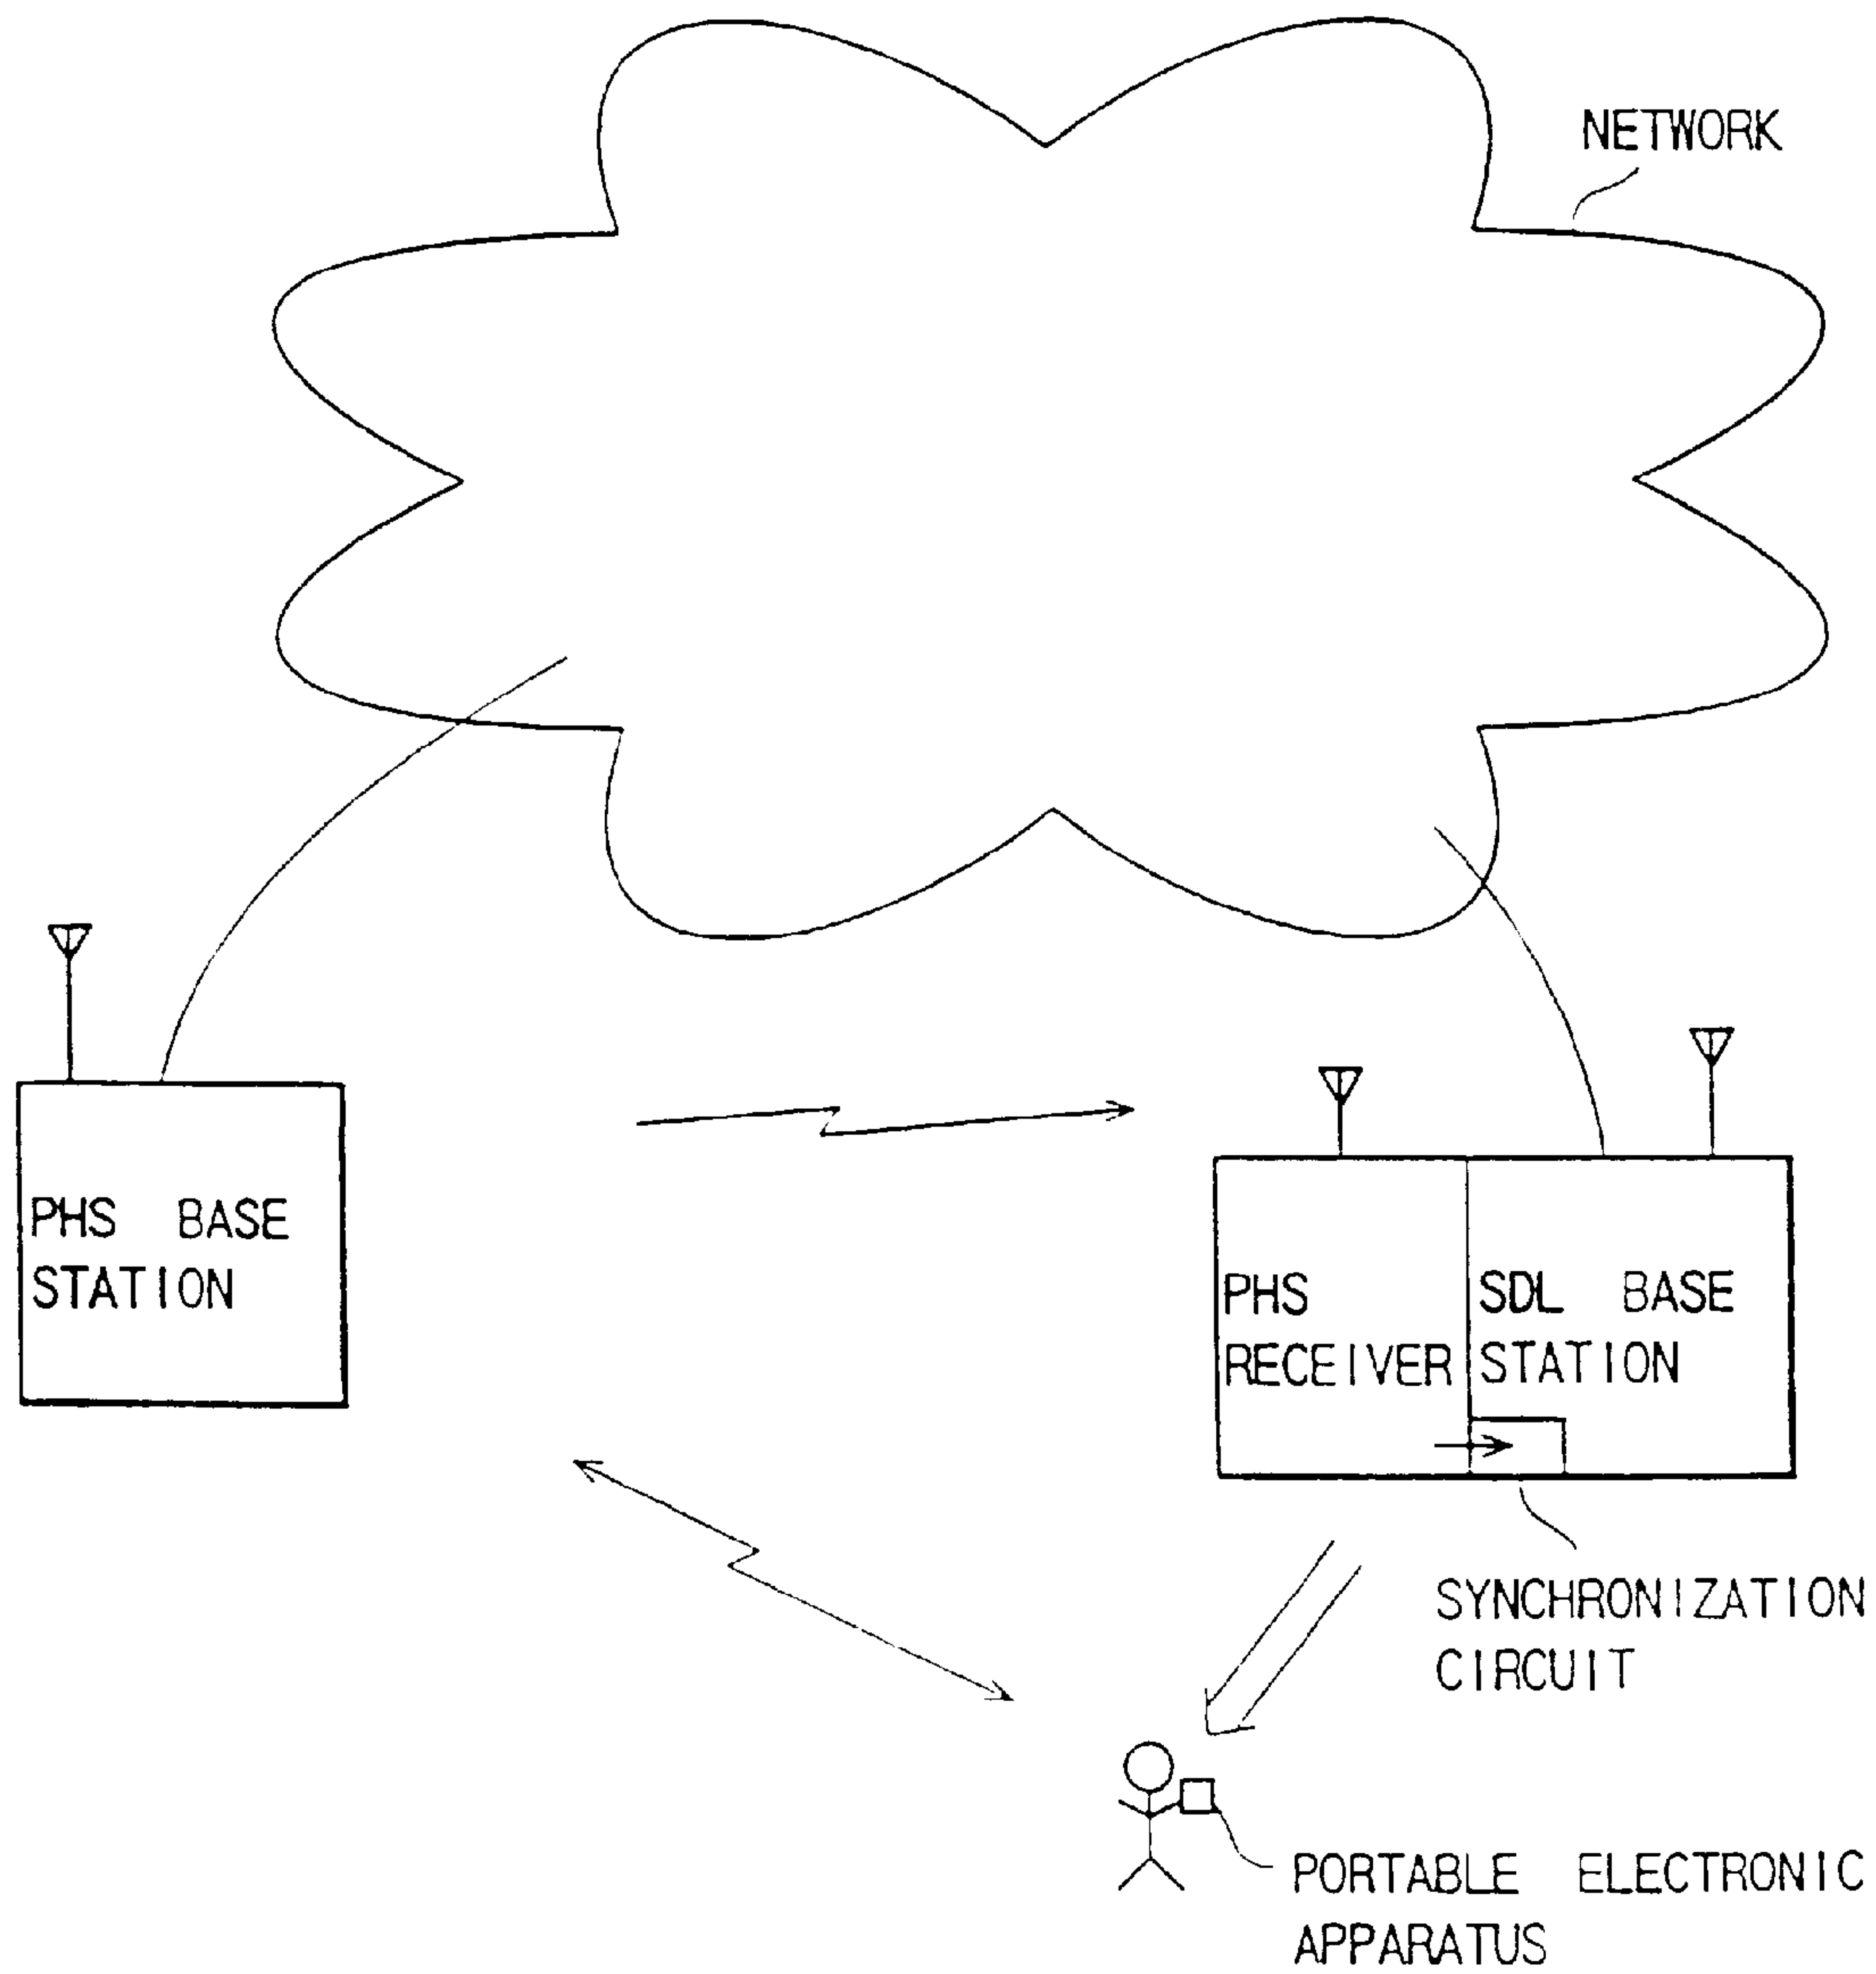 NETWORK
PHS BASE
STATION
PHS
RECEIVER
SDL BASE
STATION
SYNCHRONIZATION
CIRCUIT
PORTABLE ELECTRONIC
APPARATUS